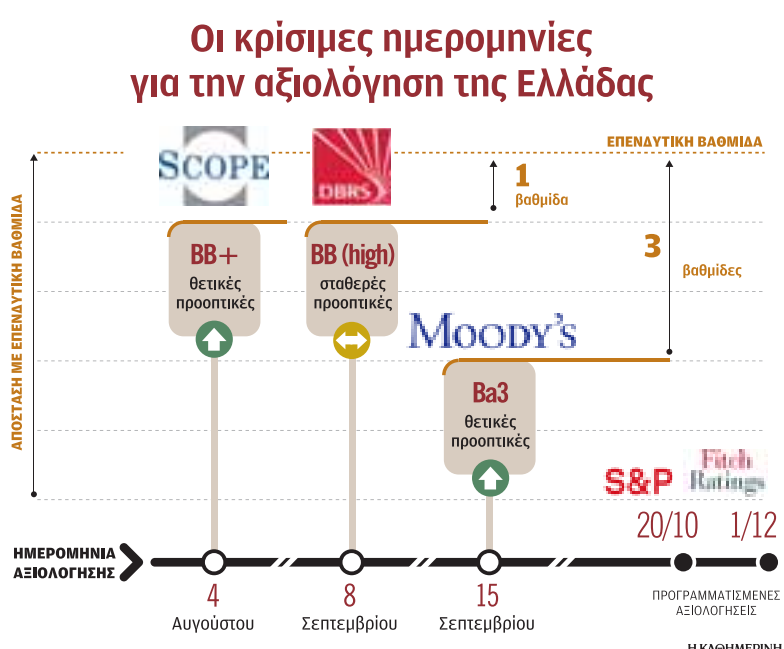 Οι κρίσιμες ημερομηνίες
για την αξιολόγηση της Ελλάδας
ΕΠΕΝΔΥΤΙΚΗ ΒΑΘΜΙΔΑ
ΑΠΟΣΤΑΣΗ ΜΕ ΕΠΕΝΔΥΤΙΚΗ ΒΑΘΜΙΔΑ
SCOPE
DBRS
1
βαθμίδα
BB+
θετικές
προοπτικές
BB (high)
σταθερές
προοπτικές
3
βαθμίδες
MOODY'S
Ba3
θετικές
προοπτικές
S&P
Fitch
Ratings
20/10
1/12
ΗΜΕΡΟΜΗΝΙΑ
ΑΞΙΟΛΟΓΗΣΗΣ
4
Αυγούστου
8
Σεπτεμβρίου
15
Σεπτεμβρίου
ΠΡΟΓΡΑΜΜΑΤΙΣΜΕΝΕΣ
ΑΞΙΟΛΟΓΗΣΕΙΣ
Η ΚΑΘΗΜΕΡΙΝΗ